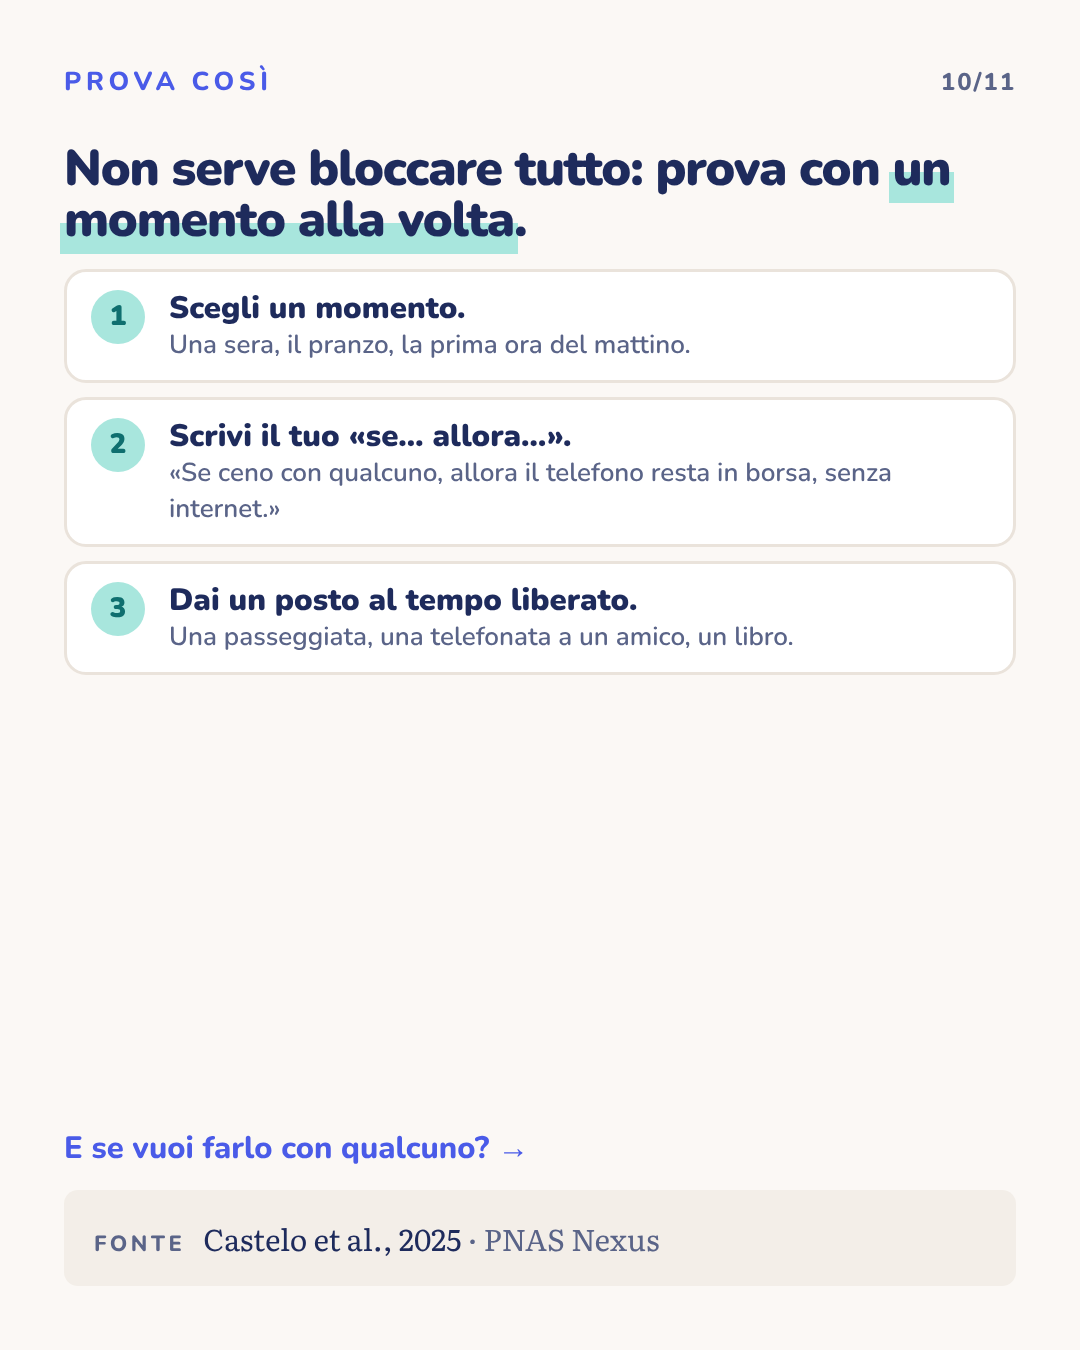 PROVA COSÌ
10/11
Non serve bloccare tutto: prova con un
momento alla volta.
1
Scegli un momento.
Una sera, il pranzo, la prima ora del mattino.
2
Scrivi il tuo «se... allora...».
«Se ceno con qualcuno, allora il telefono resta in borsa, senza
internet.»
3
Dai un posto al tempo liberato.
Una passeggiata, una telefonata a un amico, un libro.
E se vuoi farlo con qualcuno? →
FONTE Castelo et al., 2025 · PNAS Nexus